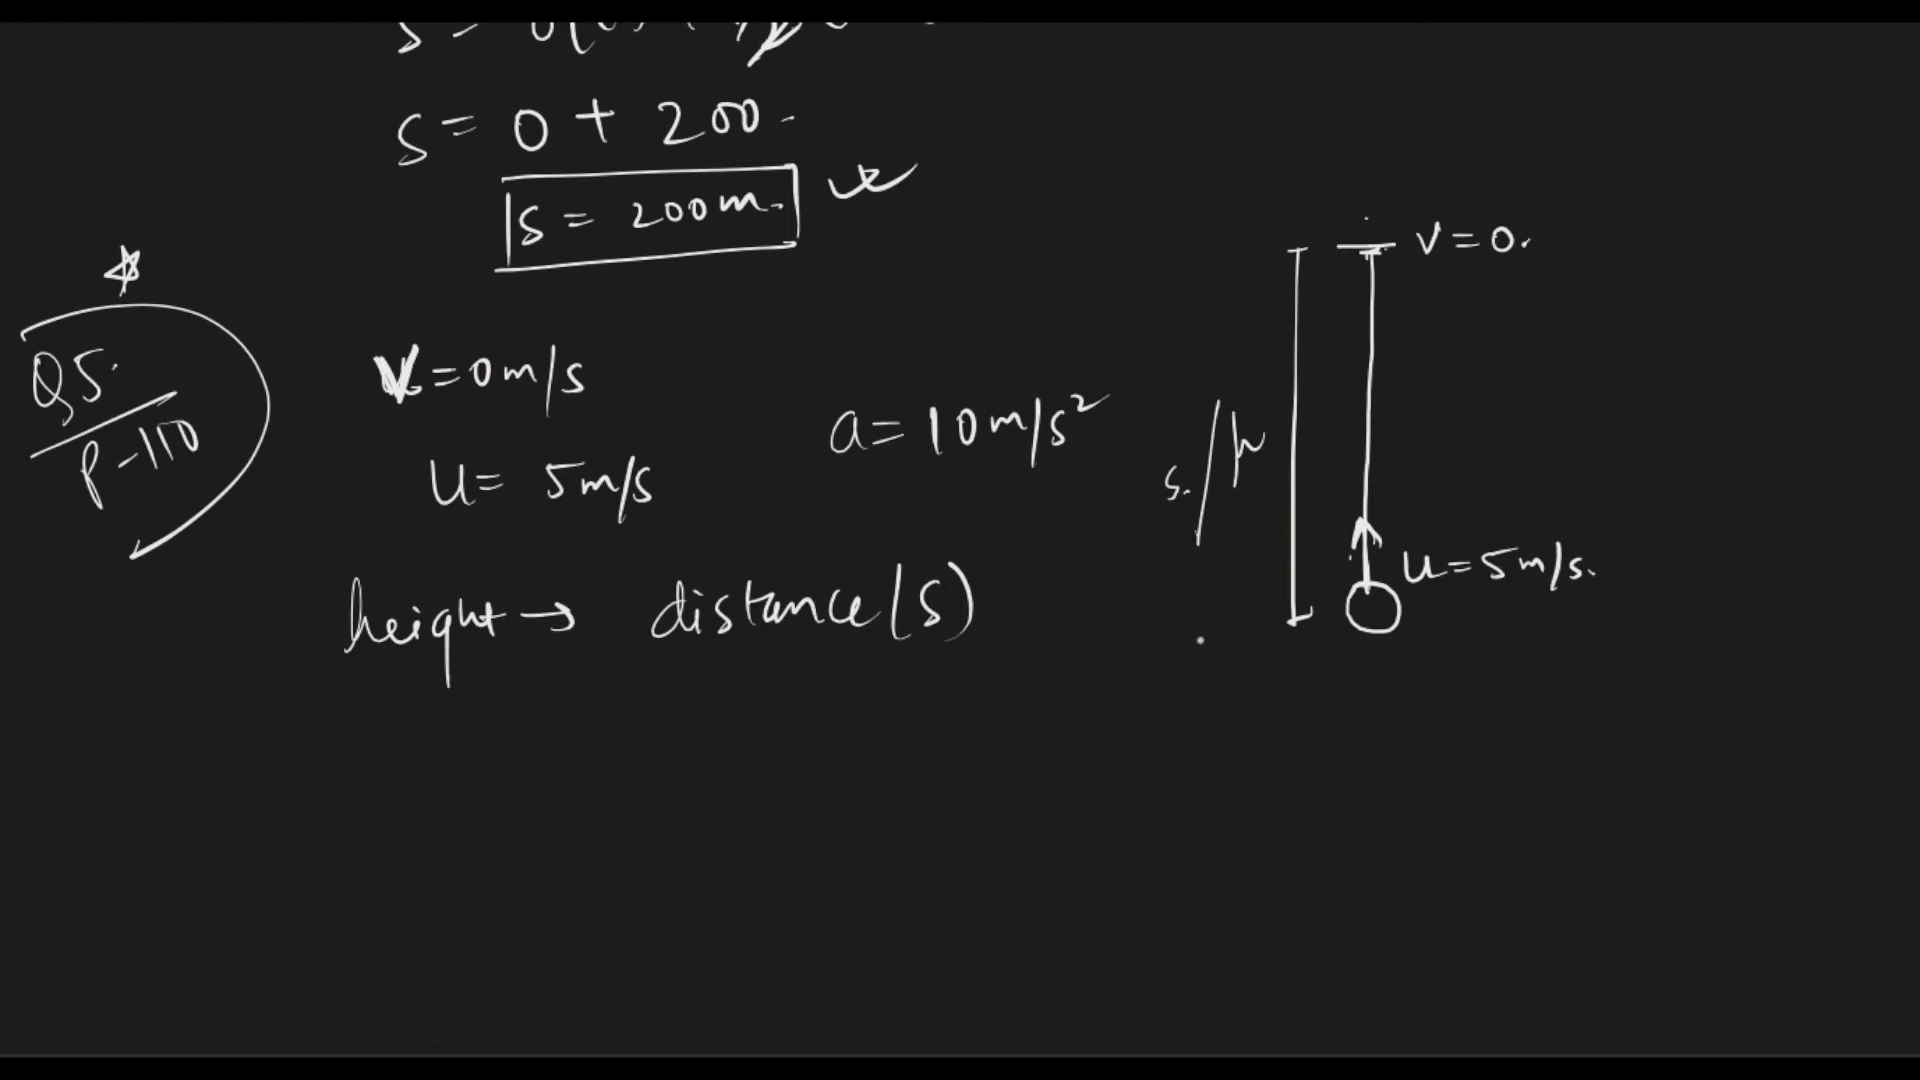 S = 0 + 200.
S = 200m.
Q5.
P-110
V = 0m/s
a = 10m/s²
U = 5m/s
height → distance(s)
V = 0.
s. / h
u = 5m/s.